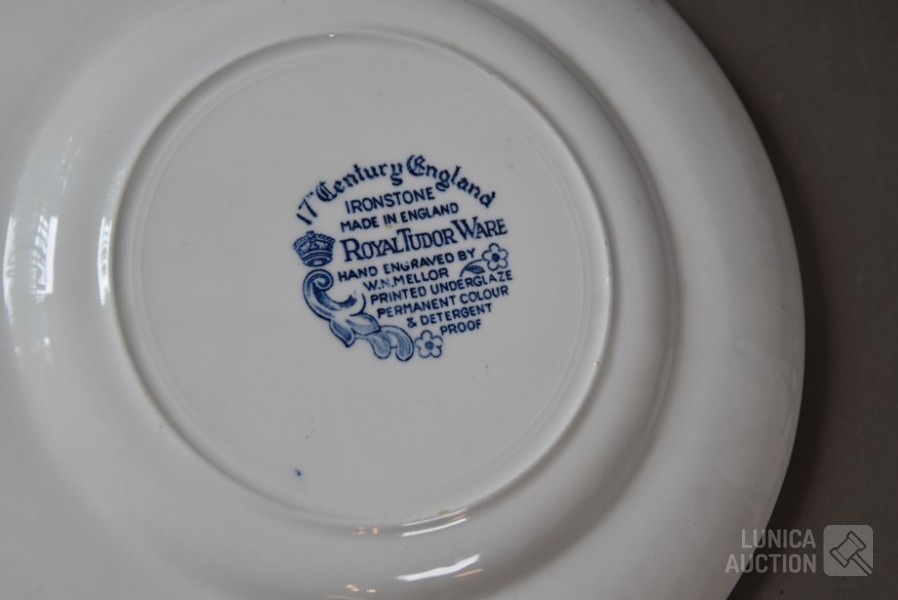 17TH Century England
IRONSTONE
MADE IN ENGLAND
ROYAL TUDOR WARE
HAND ENGRAVED BY
W.N. MELLOR
PRINTED UNDERGLAZE
PERMANENT COLOUR
& DETERGENT
PROOF
LUNICA
AUCTION